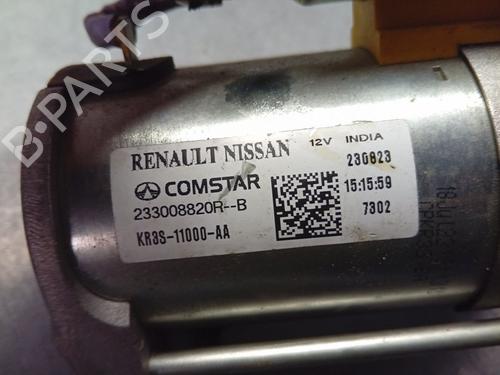 B-PARTS
RENAULT NISSAN 12V INDIA
COMSTAR 230823
233008820R--B 15:15:59
KR3S-11000-AA 7302